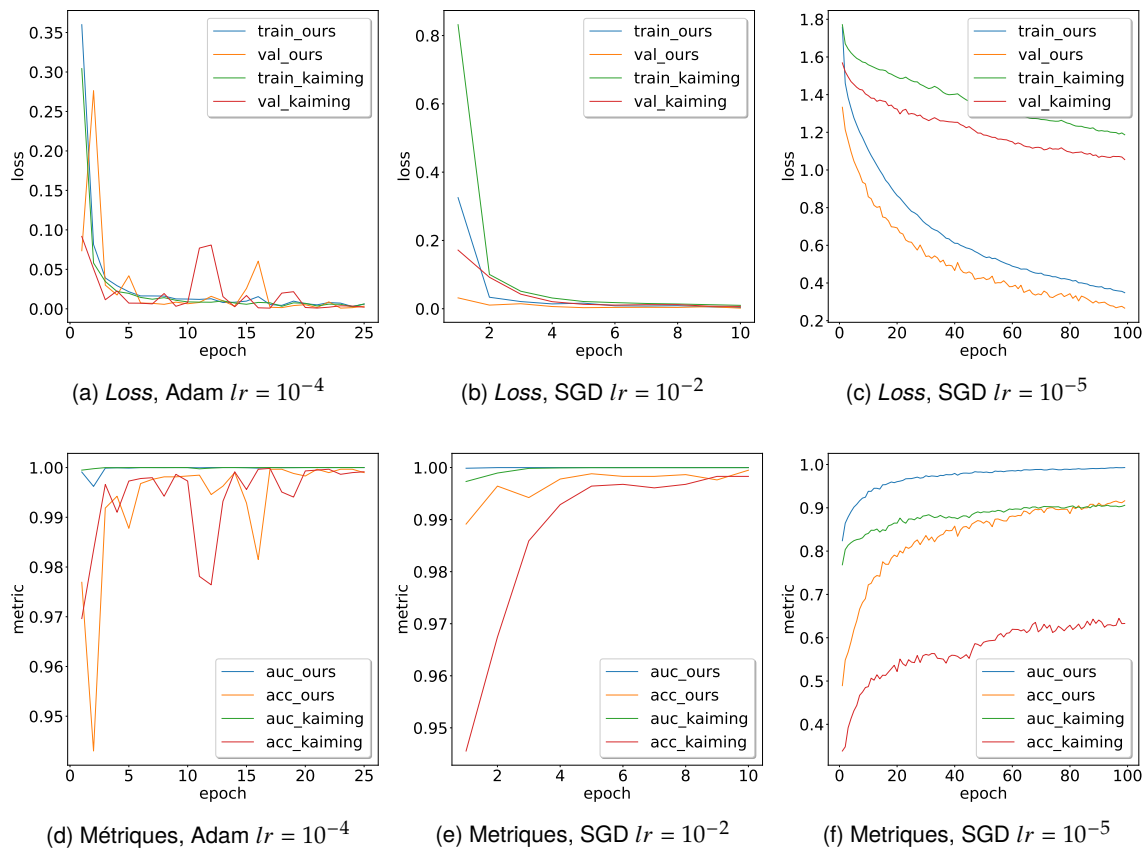 0.35
0.30
0.25
0.20
0.15
0.10
0.05
0.00
loss
train_ours
val_ours
train_kaiming
val_kaiming
0 5 10 15 20 25
epoch
(a) Loss, Adam lr = 10⁻⁴
0.8
0.6
0.4
0.2
0.0
loss
train_ours
val_ours
train_kaiming
val_kaiming
2 4 6 8 10
epoch
(b) Loss, SGD lr = 10⁻²
1.8
1.6
1.4
1.2
1.0
0.8
0.6
0.4
0.2
loss
train_ours
val_ours
train_kaiming
val_kaiming
0 20 40 60 80 100
epoch
(c) Loss, SGD lr = 10⁻⁵
1.00
0.99
0.98
0.97
0.96
0.95
metric
auc_ours
acc_ours
auc_kaiming
acc_kaiming
0 5 10 15 20 25
epoch
(d) Métriques, Adam lr = 10⁻⁴
1.00
0.99
0.98
0.97
0.96
0.95
metric
auc_ours
acc_ours
auc_kaiming
acc_kaiming
2 4 6 8 10
epoch
(e) Metriques, SGD lr = 10⁻²
1.0
0.9
0.8
0.7
0.6
0.5
0.4
metric
auc_ours
acc_ours
auc_kaiming
acc_kaiming
0 20 40 60 80 100
epoch
(f) Metriques, SGD lr = 10⁻⁵